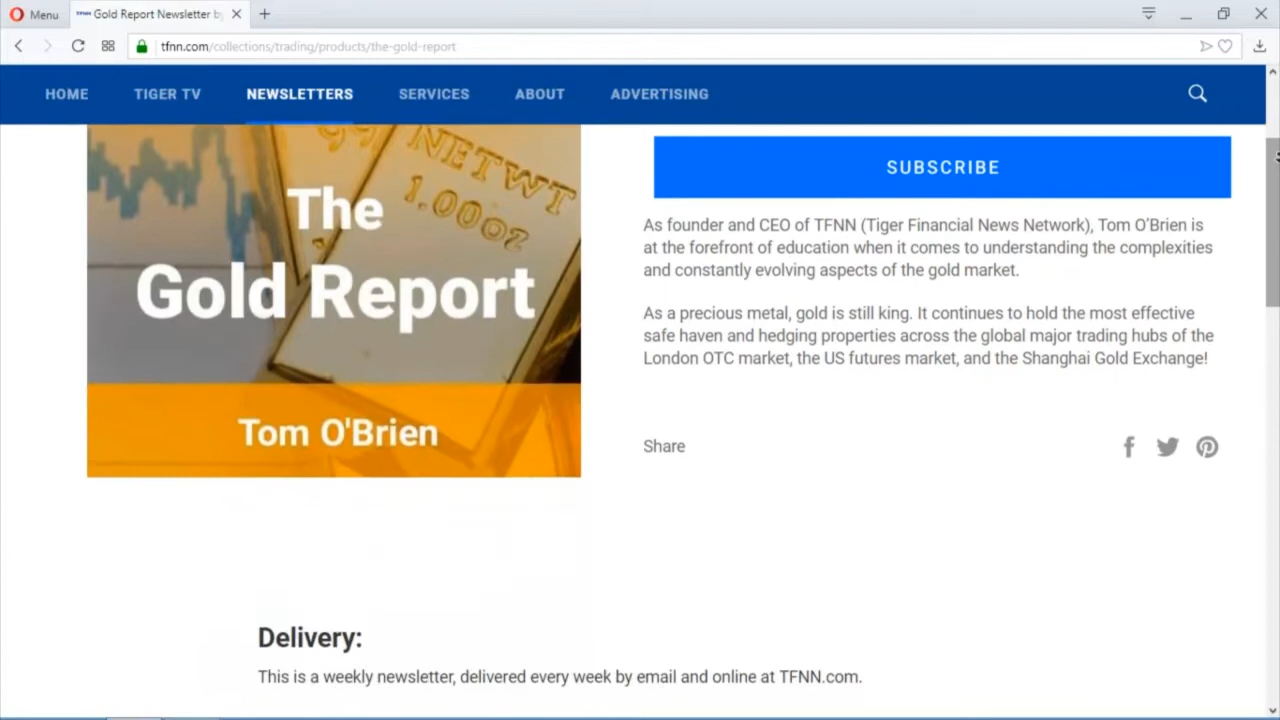 Menu
TFNN Gold Report Newsletter b
tfnn.com/collections/trading/products/the-gold-report
HOME
TIGER TV
NEWSLETTERS
SERVICES
ABOUT
ADVERTISING
NETWT
1.00oz
The
Gold Report
Tom O'Brien
SUBSCRIBE
As founder and CEO of TFNN (Tiger Financial News Network), Tom O'Brien is
at the forefront of education when it comes to understanding the complexities
and constantly evolving aspects of the gold market.
As a precious metal, gold is still king. It continues to hold the most effective
safe haven and hedging properties across the global major trading hubs of the
London OTC market, the US futures market, and the Shanghai Gold Exchange!
Share
Delivery:
This is a weekly newsletter, delivered every week by email and online at TFNN.com.